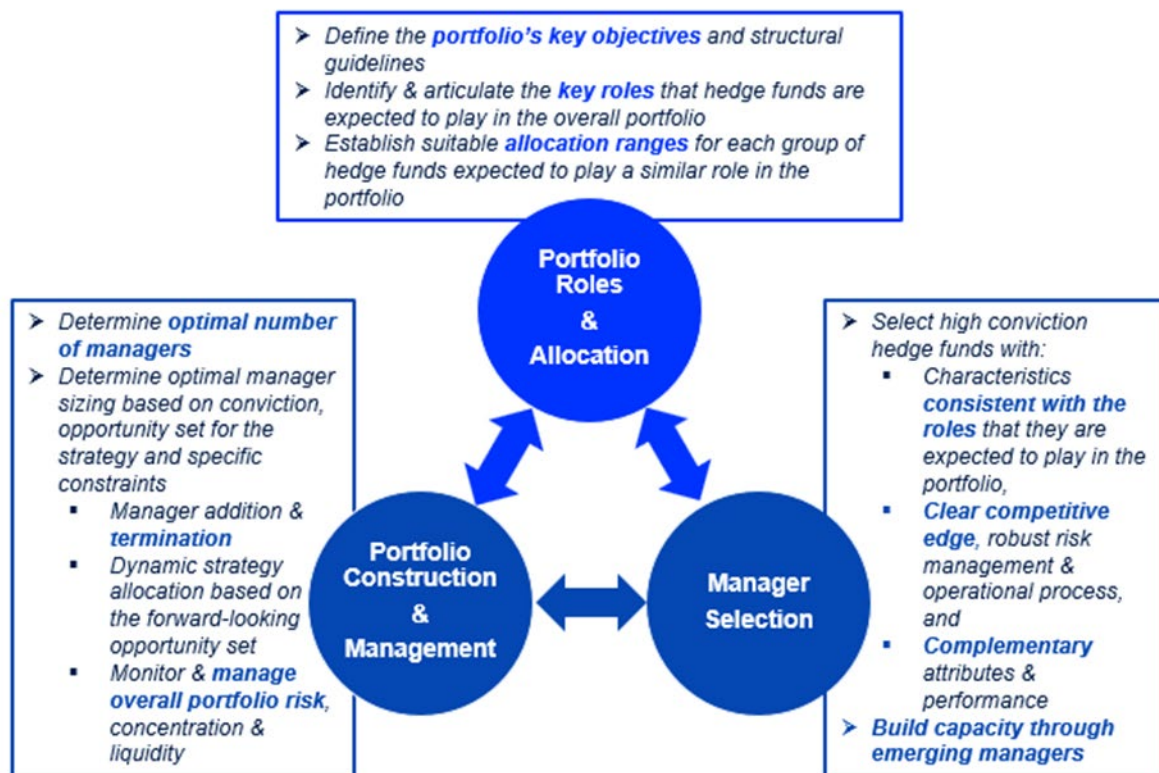 ➢ Define the portfolio's key objectives and structural
guidelines
➢ Identify & articulate the key roles that hedge funds are
expected to play in the overall portfolio
➢ Establish suitable allocation ranges for each group of
hedge funds expected to play a similar role in the
portfolio
Portfolio
Roles
&
Allocation
➢ Determine optimal number
of managers
➢ Determine optimal manager
sizing based on conviction,
opportunity set for the
strategy and specific
constraints
▪ Manager addition &
termination
▪ Dynamic strategy
allocation based on
the forward-looking
opportunity set
▪ Monitor & manage
overall portfolio risk,
concentration &
liquidity
Portfolio
Construction
&
Management
Manager
Selection
➢ Select high conviction
hedge funds with:
▪ Characteristics
consistent with the
roles that they are
expected to play in the
portfolio,
▪ Clear competitive
edge, robust risk
management &
operational process,
and
▪ Complementary
attributes &
performance
➢ Build capacity through
emerging managers